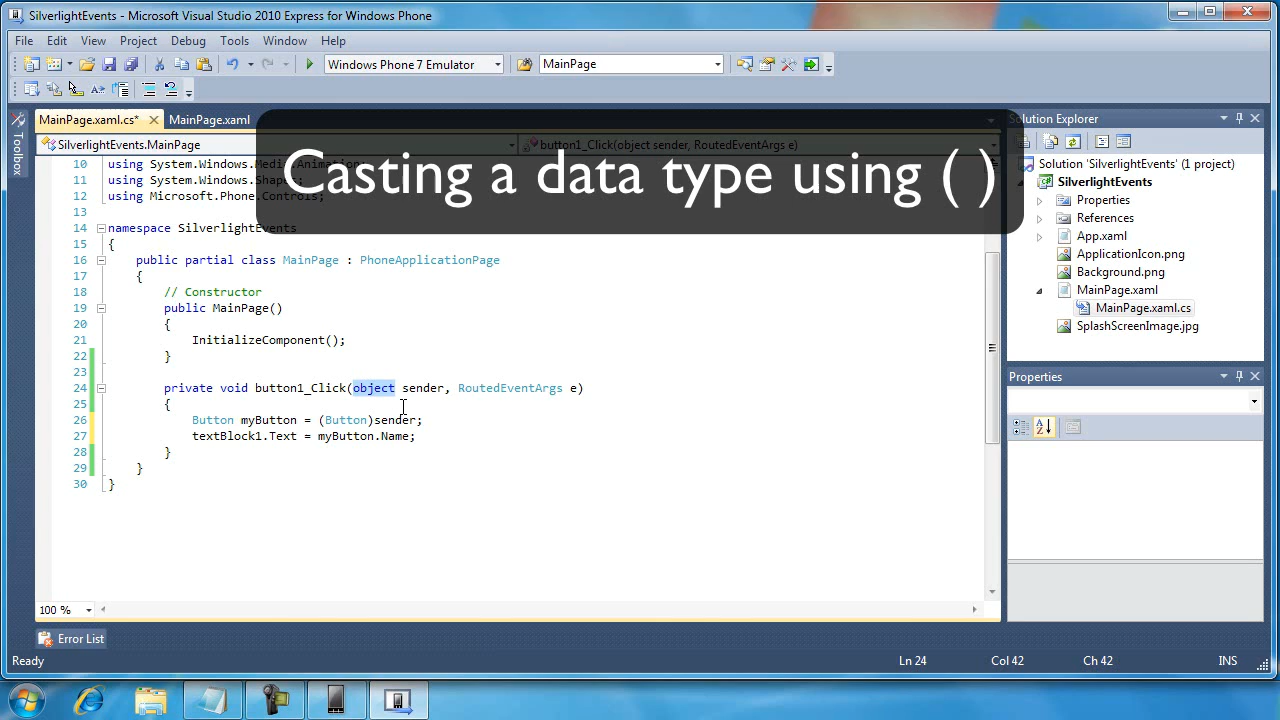 SilverlightEvents - Microsoft Visual Studio 2010 Express for Windows Phone
File Edit View Project Debug Tools Window Help
Windows Phone 7 Emulator MainPage
MainPage.xaml.cs* MainPage.xaml
SilverlightEvents.MainPage button1_Click(object sender, RoutedEventArgs e)
Casting a data type using ( )
Toolbox
10 using System.Windows.Media.Animation;
11 using System.Windows.Shapes;
12 using Microsoft.Phone.Controls;
13
14 namespace SilverlightEvents
15 {
16 public partial class MainPage : PhoneApplicationPage
17 {
18 // Constructor
19 public MainPage()
20 {
21 InitializeComponent();
22 }
23
24 private void button1_Click(object sender, RoutedEventArgs e)
25 {
26 Button myButton = (Button)sender;
27 textBlock1.Text = myButton.Name;
28 }
29 }
30 }
100 %
Solution Explorer
Solution 'SilverlightEvents' (1 project)
SilverlightEvents
Properties
References
App.xaml
ApplicationIcon.png
Background.png
MainPage.xaml
MainPage.xaml.cs
SplashScreenImage.jpg
Properties
Error List
Ready Ln 24 Col 42 Ch 42 INS